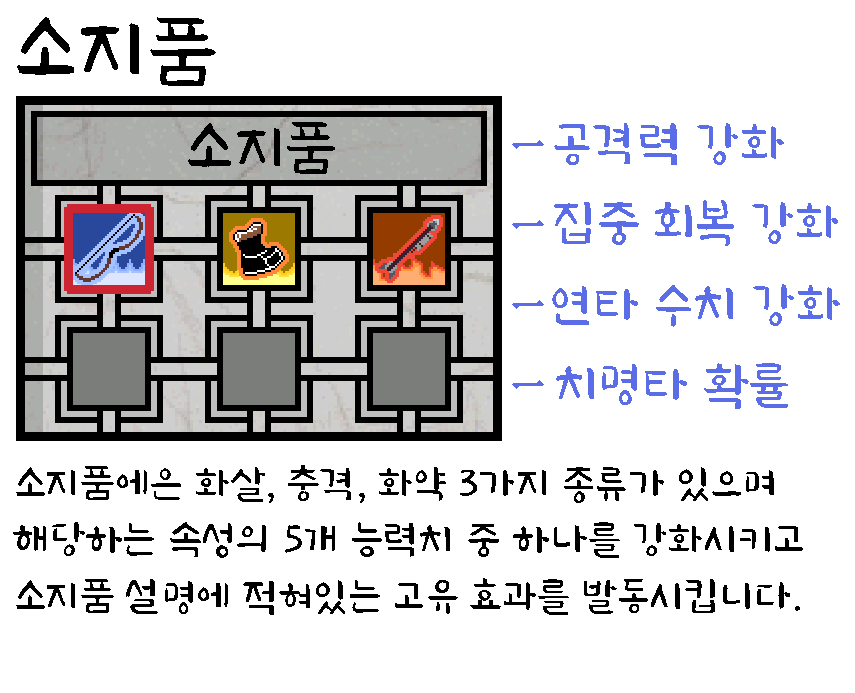 소지품
소지품
- 공격력 강화
- 집중 회복 강화
- 연타 수치 강화
- 치명타 확률
소지품에은 화살, 충격, 화약 3가지 종류가 있으며
해당하는 속성의 5개 능력치 중 하나를 강화시키고
소지품 설명에 적혀있는 고유 효과를 발동시킵니다.